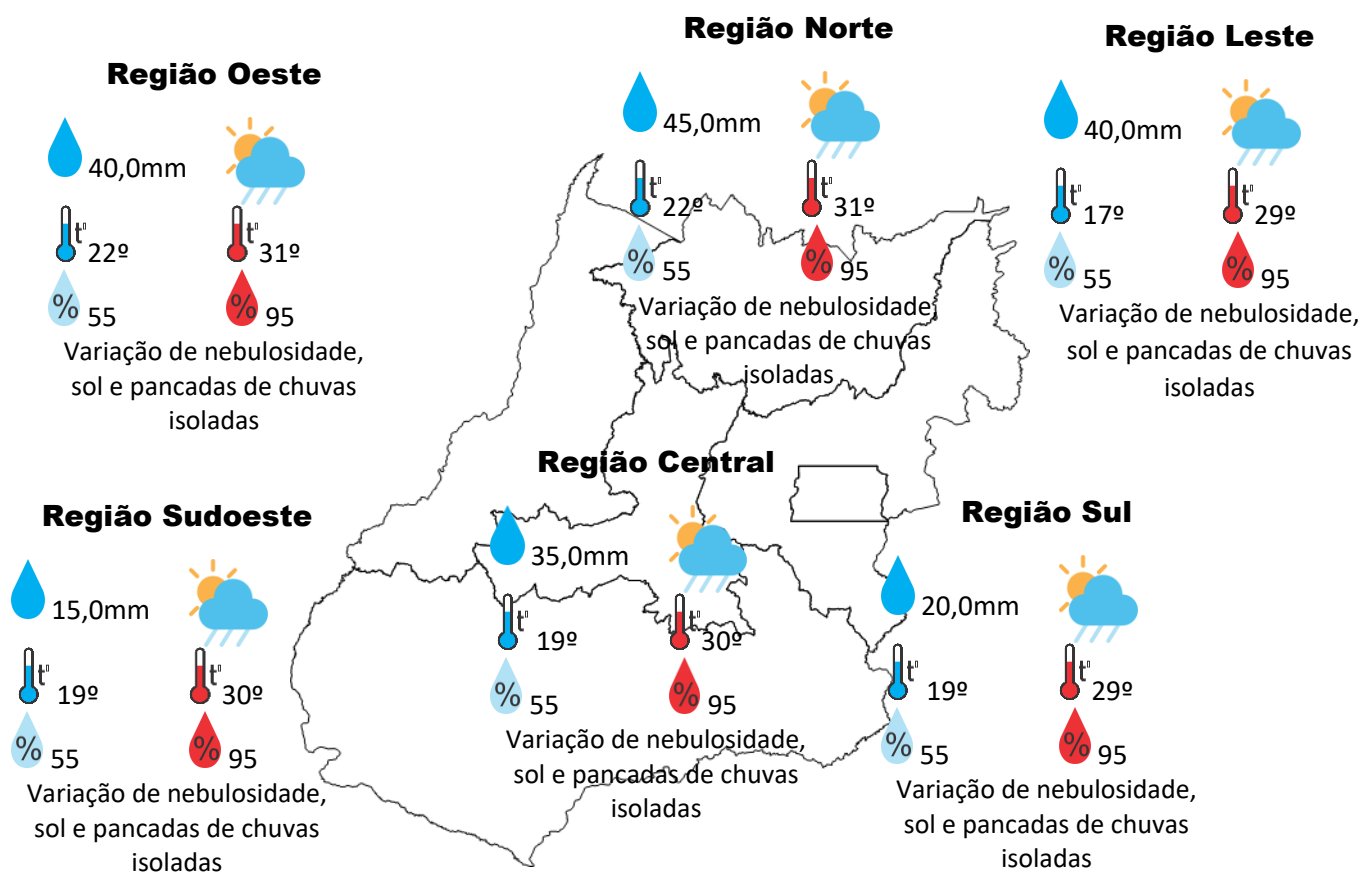 Região Oeste
40,0mm
t°
22º
t°
31º
% 55
% 95
Variação de nebulosidade,
sol e pancadas de chuvas
isoladas
Região Norte
45,0mm
t°
22º
t°
31º
% 55
% 95
Variação de nebulosidade,
sol e pancadas de chuvas
isoladas
Região Leste
40,0mm
t°
17º
t°
29º
% 55
% 95
Variação de nebulosidade,
sol e pancadas de chuvas
isoladas
Região Sudoeste
15,0mm
t°
19º
t°
30º
% 55
% 95
Variação de nebulosidade,
sol e pancadas de chuvas
isoladas
Região Central
35,0mm
t°
19º
t°
30º
% 55
% 95
Variação de nebulosidade,
sol e pancadas de chuvas
isoladas
Região Sul
20,0mm
t°
19º
t°
29º
% 55
% 95
Variação de nebulosidade,
sol e pancadas de chuvas
isoladas